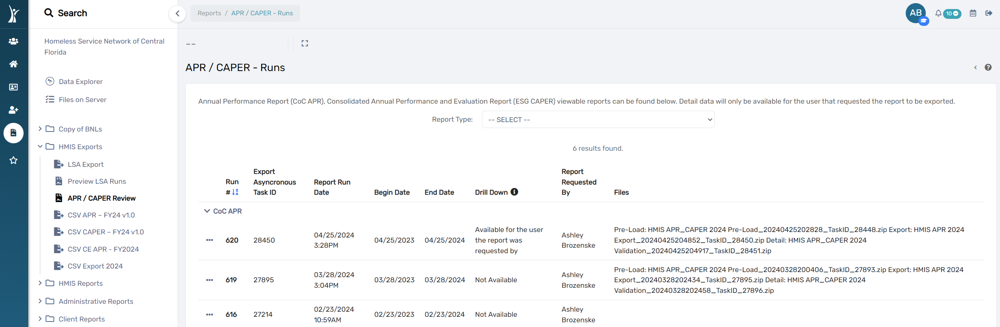 Search
Reports / APR / CAPER - Runs
AB
10
Homeless Service Network of Central
Florida
--
APR / CAPER - Runs
Data Explorer
Files on Server
Copy of BNLs
HMIS Exports
LSA Export
Preview LSA Runs
APR / CAPER Review
CSV APR – FY24 v1.0
CSV CAPER – FY24 v1.0
CSV CE APR - FY2024
CSV Export 2024
HMIS Reports
Administrative Reports
Client Reports
Annual Performance Report (CoC APR), Consolidated Annual Performance and Evaluation Report (ESG CAPER) viewable reports can be found below. Detail data will only be available for the user that requested the report to be exported.
Report Type: -- SELECT --
6 results found.
Run
#
Export
Asyncronous
Task ID
Report Run
Date
Begin Date
End Date
Drill Down
Report
Requested
By
Files
CoC APR
620
28450
04/25/2024
3:28PM
04/25/2023
04/25/2024
Available for the user
the report was
requested by
Ashley
Brozenske
Pre-Load: HMIS APR_CAPER 2024 Pre-Load_20240425202828_TaskID_28448.zip Export: HMIS APR 2024
Export_20240425204852_TaskID_28450.zip Detail: HMIS APR_CAPER 2024
Validation_20240425204917_TaskID_28451.zip
619
27895
03/28/2024
3:04PM
03/28/2023
03/28/2024
Not Available
Ashley
Brozenske
Pre-Load: HMIS APR_CAPER 2024 Pre-Load_20240328200406_TaskID_27893.zip Export: HMIS APR 2024
Export_20240328202434_TaskID_27895.zip Detail: HMIS APR_CAPER 2024
Validation_20240328202458_TaskID_27896.zip
616
27214
02/23/2024
10:59AM
02/23/2023
02/23/2024
Not Available
Ashley
Brozenske